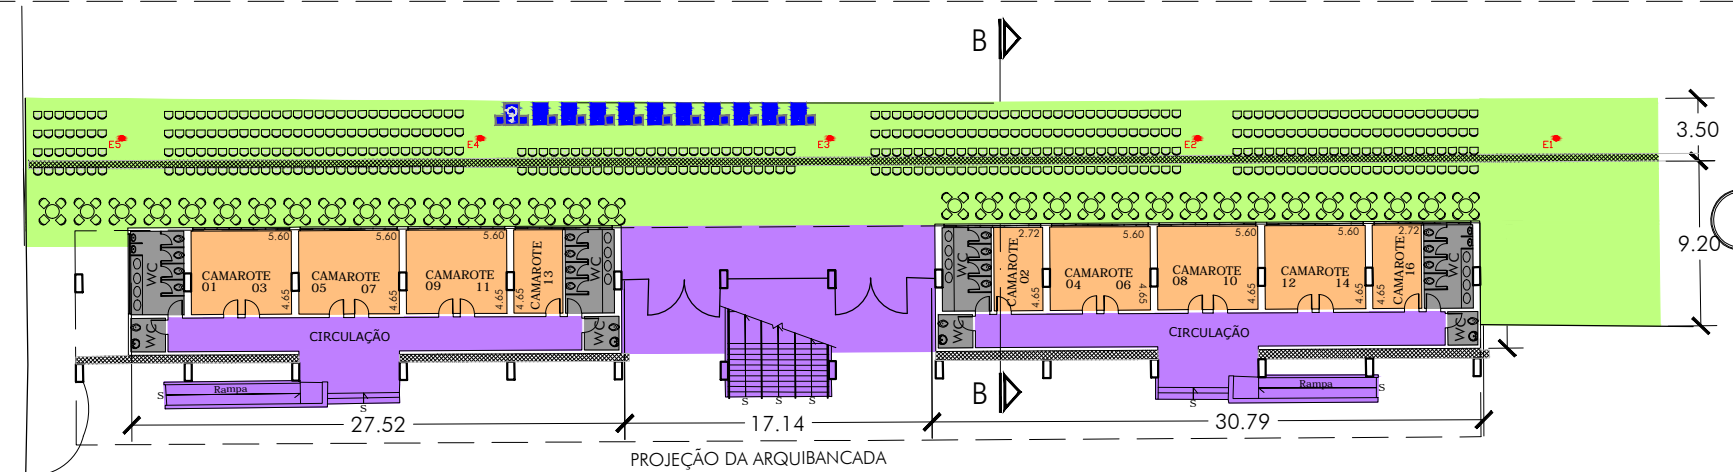 B
3.50
E5
E4
E3
E2
E1
9.20
5.60
5.60
5.60
2.72
5.60
5.60
5.60
2.72
WC
CAMAROTE
01 03
4.65
CAMAROTE
05 07
4.65
CAMAROTE
09 11
4.65
CAMAROTE
13
4.65
WC
WC
CAMAROTE
02
4.65
CAMAROTE
04 06
4.65
CAMAROTE
08 10
4.65
CAMAROTE
12 14
4.65
CAMAROTE
16
4.65
WC
WC
CIRCULAÇÃO
WC
WC
CIRCULAÇÃO
WC
S
Rampa
S
S
S
S
S
Rampa
S
B
27.52
17.14
30.79
PROJEÇÃO DA ARQUIBANCADA